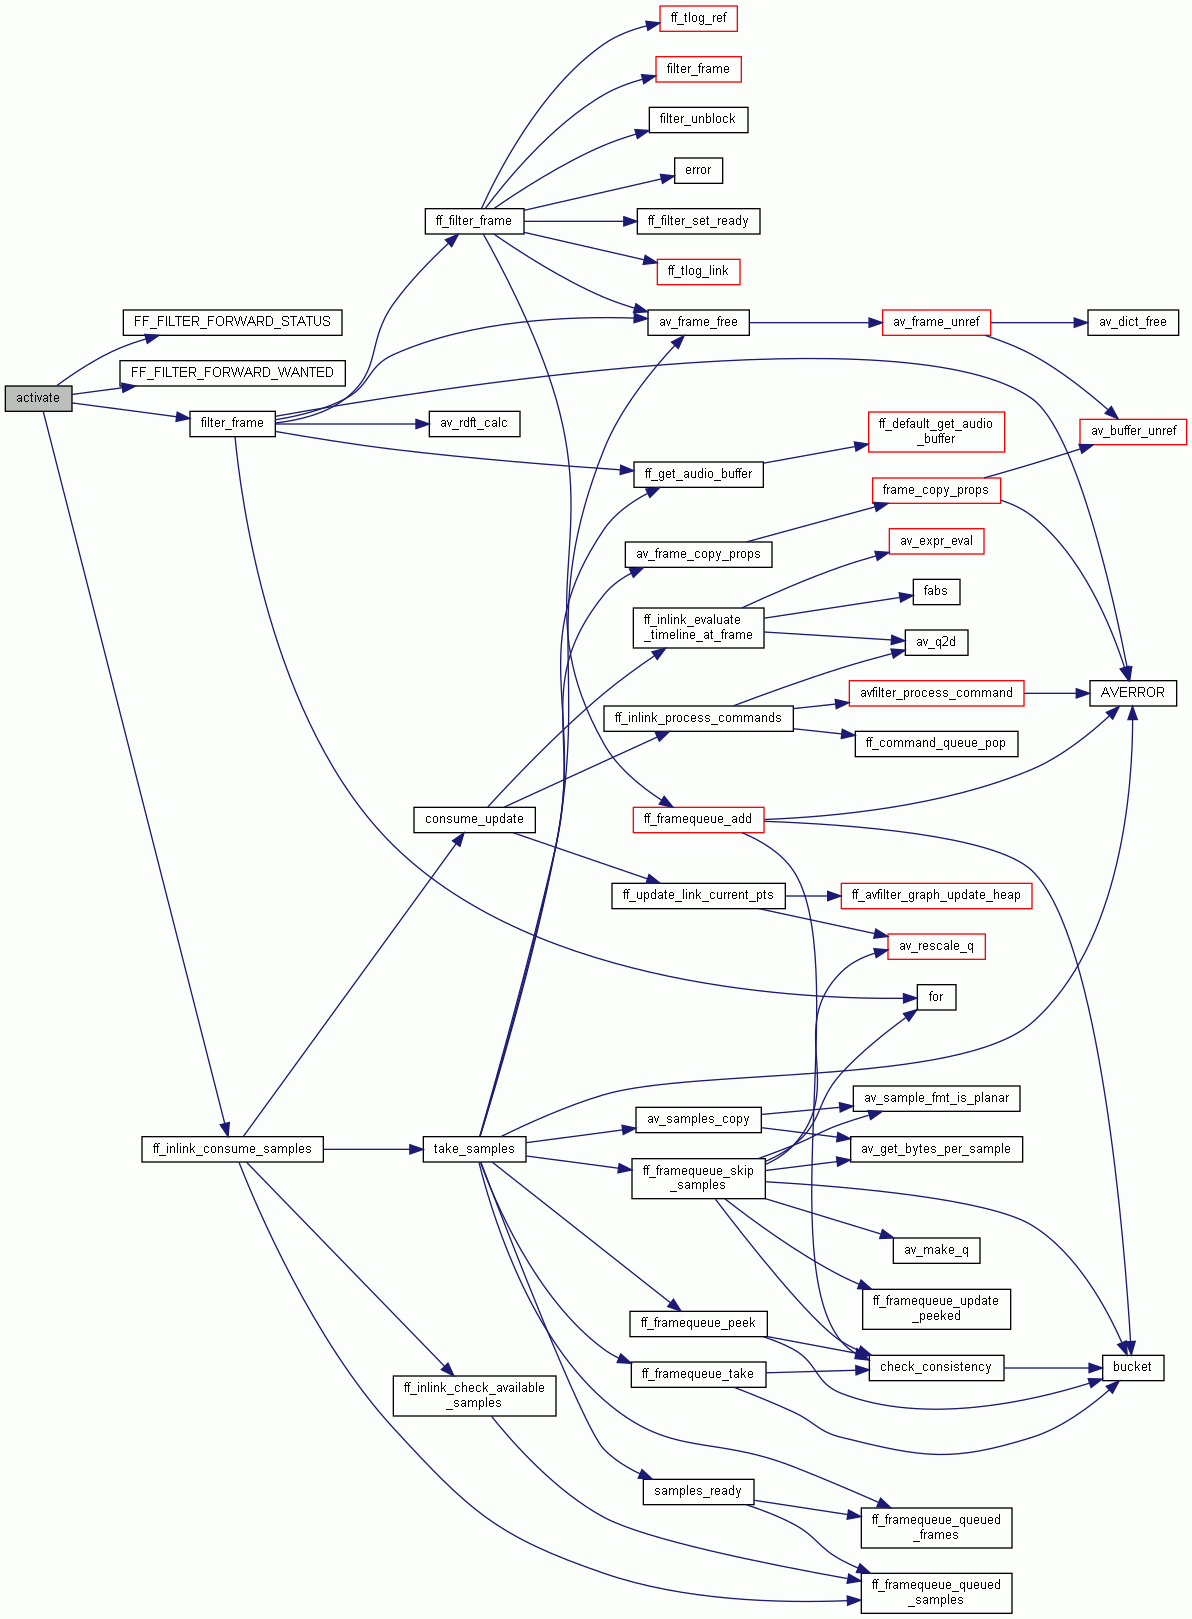 ff_tlog_ref
filter_frame
filter_unblock
error
ff_filter_frame
ff_filter_set_ready
ff_tlog_link
FF_FILTER_FORWARD_STATUS
av_frame_free
av_frame_unref
av_dict_free
FF_FILTER_FORWARD_WANTED
activate
filter_frame
av_rdft_calc
ff_default_get_audio
_buffer
av_buffer_unref
ff_get_audio_buffer
frame_copy_props
av_expr_eval
av_frame_copy_props
fabs
ff_inlink_evaluate
_timeline_at_frame
av_q2d
avfilter_process_command
AVERROR
ff_inlink_process_commands
ff_command_queue_pop
consume_update
ff_framequeue_add
ff_update_link_current_pts
ff_avfilter_graph_update_heap
av_rescale_q
for
av_sample_fmt_is_planar
av_samples_copy
ff_inlink_consume_samples
take_samples
av_get_bytes_per_sample
ff_framequeue_skip
_samples
av_make_q
ff_framequeue_update
_peeked
ff_framequeue_peek
ff_framequeue_take
check_consistency
bucket
ff_inlink_check_available
_samples
samples_ready
ff_framequeue_queued
_frames
ff_framequeue_queued
_samples